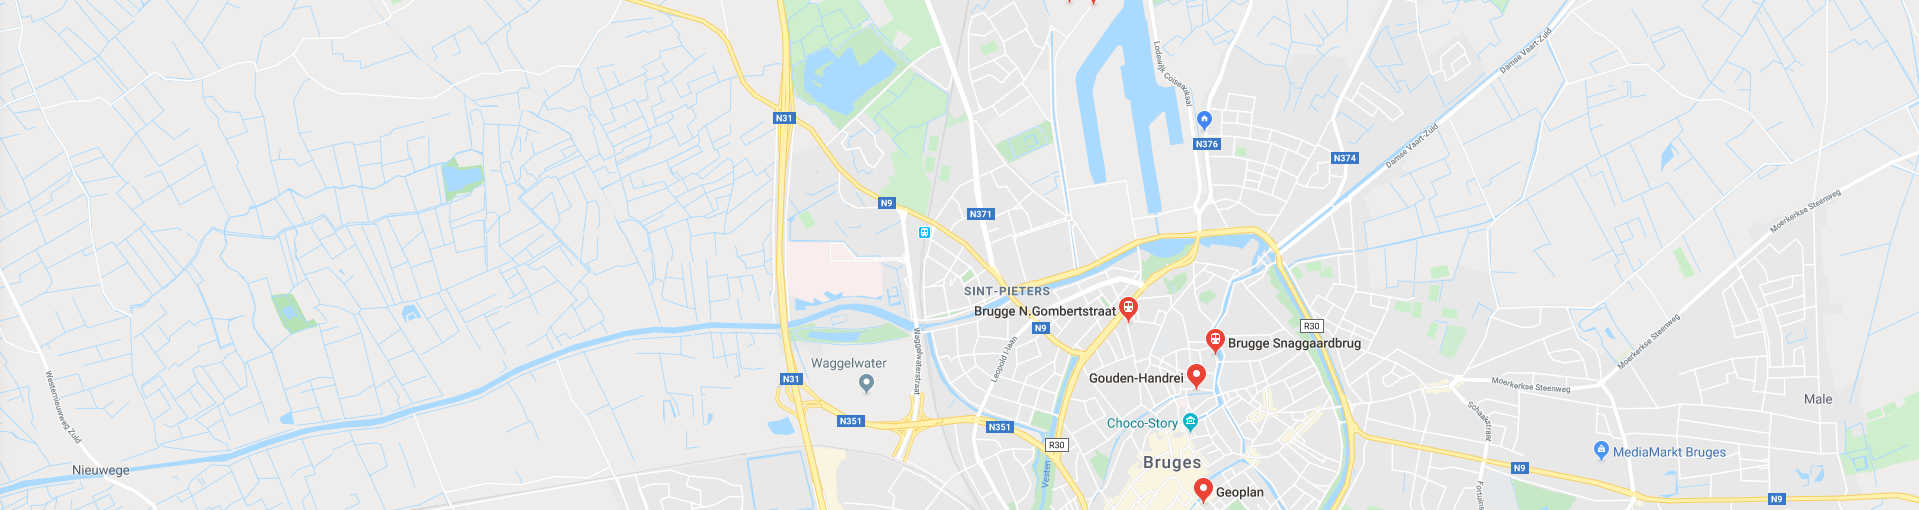 Lodewijk Coiseaukaai
Damse Vaart-Zuid
N31
N376
Damse Vaart-Zuid
N374
N9
N371
Moerkerkse Steenweg
SINT-PIETERS
Brugge N.Gombertstraat
N9
R30
Brugge Snaggaardbrug
Leopold I-laan
Waggelwaterstraat
Moerkerkse Steenweg
Waggelwater
Gouden-Handrei
N31
Moerkerkse Steenweg
Westernieuwweg Zuid
Male
Schaakstraat
N351
N351
Choco-Story
R30
MediaMarkt Bruges
Bruges
Vesten
Nieuwege
N9
Geoplan
N9